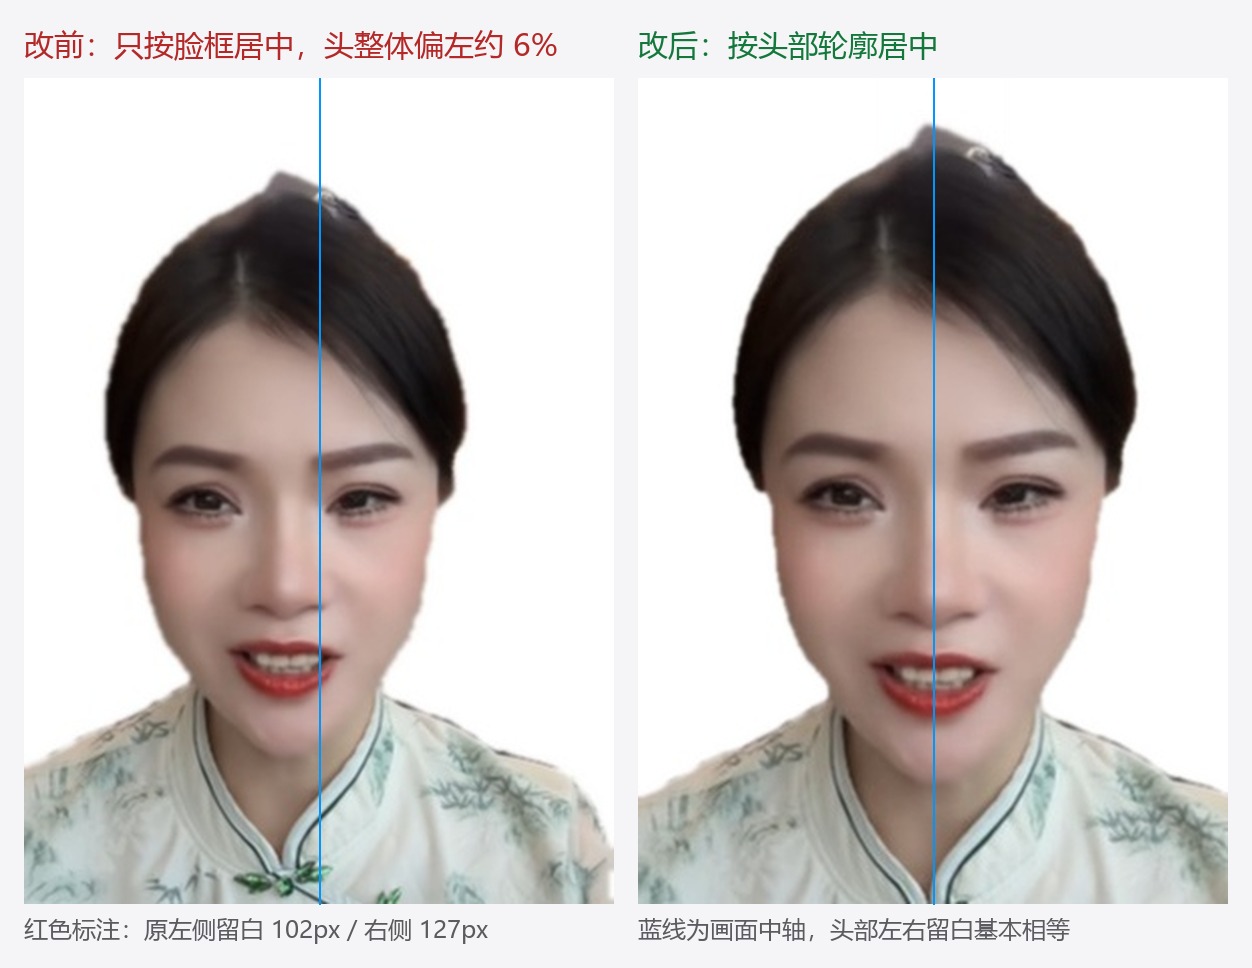 改前：只按脸框居中，头整体偏左约 6%
改后：按头部轮廓居中
红色标注：原左侧留白 102px / 右侧 127px
蓝线为画面中轴，头部左右留白基本相等